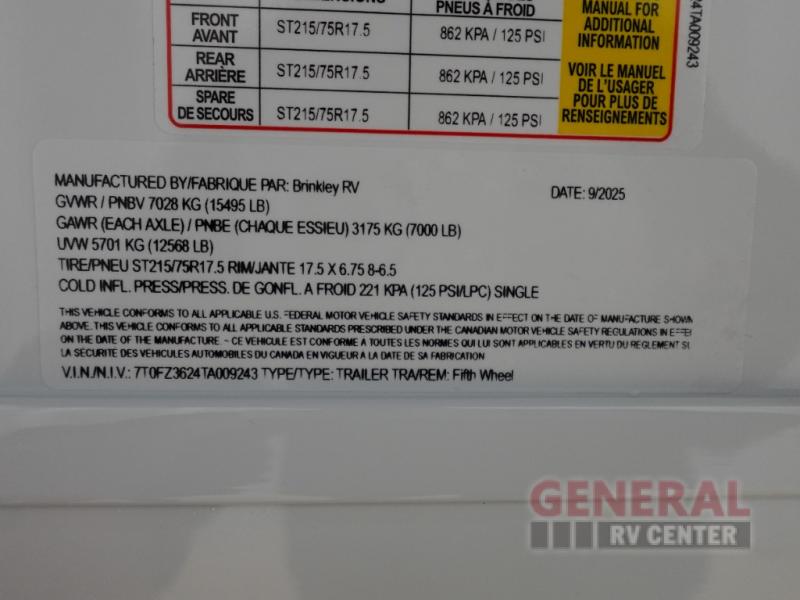 PNEUS À FROID
FRONT
AVANT
ST215/75R17.5
862 KPA / 125 PSI
REAR
ARRIÈRE
ST215/75R17.5
862 KPA / 125 PSI
SPARE
DE SECOURS
ST215/75R17.5
862 KPA / 125 PSI
MANUAL FOR
ADDITIONAL
INFORMATION
VOIR LE MANUEL
DE L'USAGER
POUR PLUS DE
RENSEIGNEMENTS
24TA009243
MANUFACTURED BY/FABRIQUE PAR: Brinkley RV
DATE: 9/2025
GVWR / PNBV 7028 KG (15495 LB)
GAWR (EACH AXLE) / PNBE (CHAQUE ESSIEU) 3175 KG (7000 LB)
UVW 5701 KG (12568 LB)
TIRE/PNEU ST215/75R17.5 RIM/JANTE 17.5 X 6.75 8-6.5
COLD INFL. PRESS/PRESS. DE GONFL. A FROID 221 KPA (125 PSI/LPC) SINGLE
THIS VEHICLE CONFORMS TO ALL APPLICABLE U.S. FEDERAL MOTOR VEHICLE SAFETY STANDARDS IN EFFECT ON THE DATE OF MANUFACTURE SHOWN
ABOVE. THIS VEHICLE CONFORMS TO ALL APPLICABLE STANDARDS PRESCRIBED UNDER THE CANADIAN MOTOR VEHICLE SAFETY REGULATIONS IN EFFE
ON THE DATE OF THE MANUFACTURE. ~ CE VEHICULE EST CONFORME A TOUTES LES NORMES QUI LUI SONT APPLICABLES EN VERTU DU REGLEMENT SU
LA SECURITE DES VEHICULES AUTOMOBILES DU CANADA EN VIGUEUR A LA DATE DE SA FABRICATION
V.I.N./N.I.V.: 7T0FZ3624TA009243 TYPE/TYPE: TRAILER TRA/REM: Fifth Wheel
GENERAL
RV CENTER